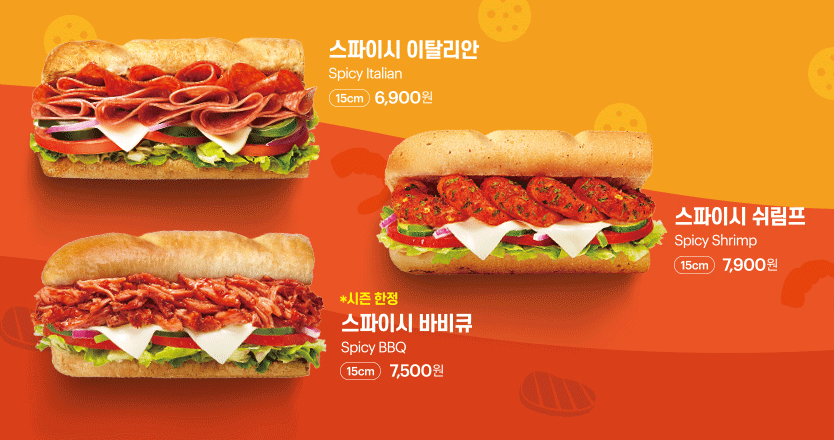 스파이시 이탈리안
Spicy Italian
15cm 6,900원
스파이시 쉬림프
Spicy Shrimp
15cm 7,900원
*시즌 한정
스파이시 바비큐
Spicy BBQ
15cm 7,500원